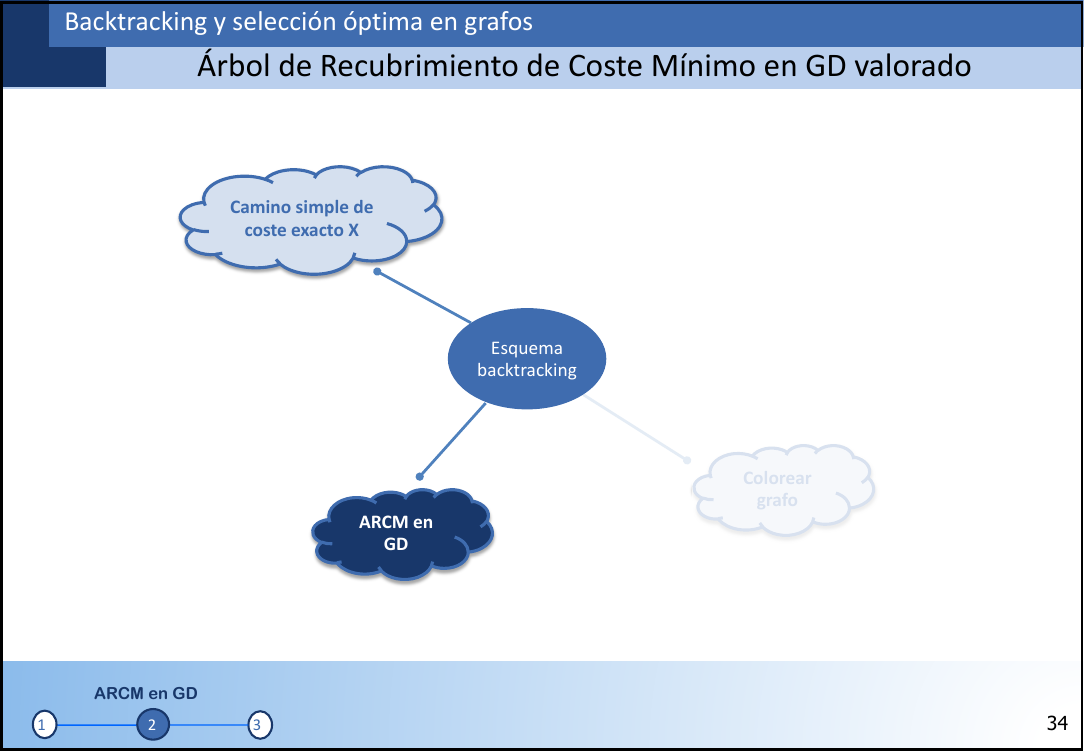 Backtracking y selección óptima en grafos
Árbol de Recubrimiento de Coste Mínimo en GD valorado
Camino simple de
coste exacto X
Esquema
backtracking
Colorear
grafo
ARCM en
GD
ARCM en GD
1
2
3
34